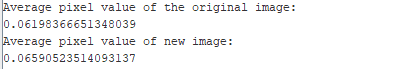 Average pixel value of the original image:
0.06198366651348039
Average pixel value of new image:
0.06590523514093137